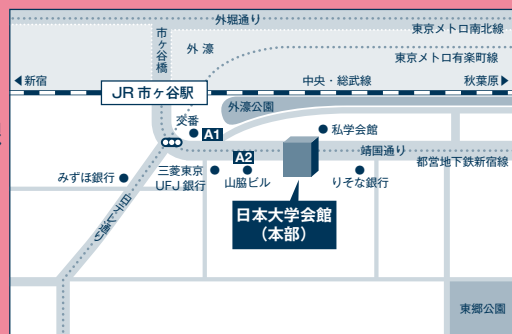 外堀通り
東京メトロ南北線
市ヶ谷橋
外 濠
東京メトロ有楽町線
新宿
中央・総武線
秋葉原
JR 市ヶ谷駅
外濠公園
交番
A1
私学会館
靖国通り
都営地下鉄新宿線
A2
みずほ銀行
三菱東京
UFJ 銀行
山脇ビル
りそな銀行
日本大学会館
（本部）
日テレ通り
東郷公園